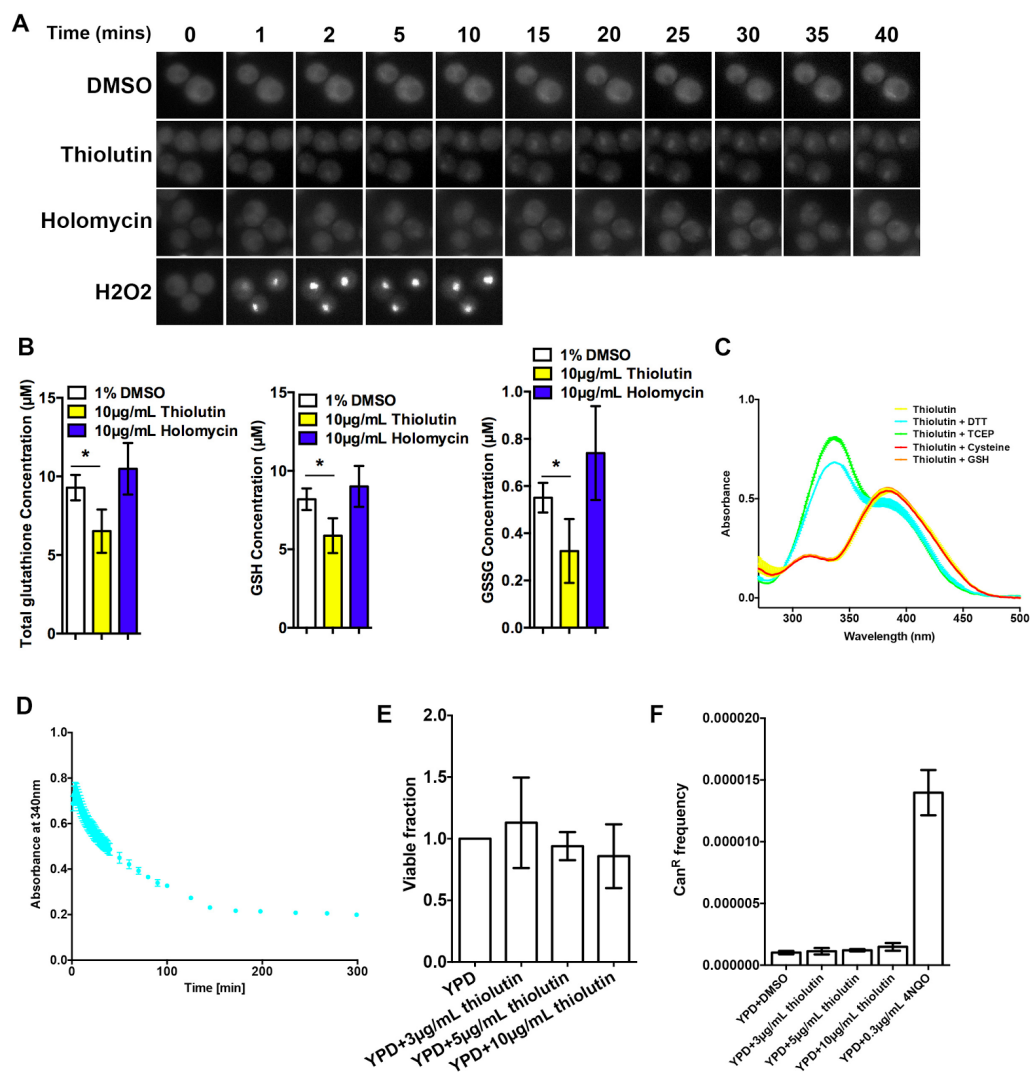 A
Time (mins) 0 1 2 5 10 15 20 25 30 35 40
DMSO
Thiolutin
Holomycin
H2O2
B
1% DMSO
10µg/mL Thiolutin
10µg/mL Holomycin
Total glutathione Concentration (µM)
15
10
5
0
*
1% DMSO
10µg/mL Thiolutin
10µg/mL Holomycin
GSH Concentration (µM)
15
10
5
0
*
1% DMSO
10µg/mL Thiolutin
10µg/mL Holomycin
GSSG Concentration (µM)
1.0
0.8
0.6
0.4
0.2
0.0
*
C
Thiolutin
Thiolutin + DTT
Thiolutin + TCEP
Thiolutin + Cysteine
Thiolutin + GSH
Absorbance
1.0
0.5
0.0
300 350 400 450 500
Wavelength (nm)
D
Absorbance at 340nm
1.0
0.8
0.6
0.4
0.2
0.0
0 100 200 300
Time [min]
E
Viable fraction
2.0
1.5
1.0
0.5
0.0
YPD
YPD+3µg/mL thiolutin
YPD+5µg/mL thiolutin
YPD+10µg/mL thiolutin
F
Can^R frequency
0.000020
0.000015
0.000010
0.000005
0.000000
YPD+DMSO
YPD+3µg/mL thiolutin
YPD+5µg/mL thiolutin
YPD+10µg/mL thiolutin
YPD+0.3µg/mL 4NQO